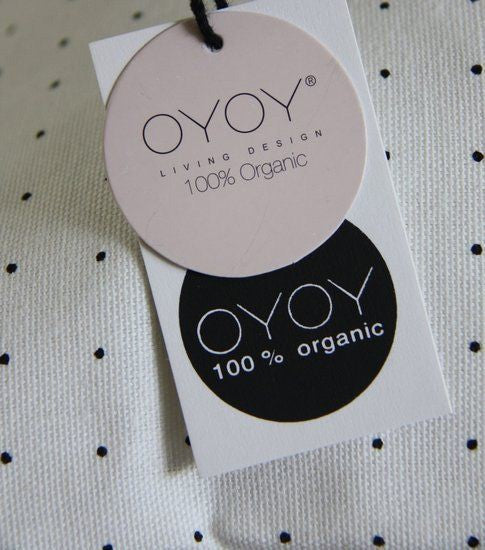 OYOY®
LIVING DESIGN
100% Organic
OYOY
100 % organic